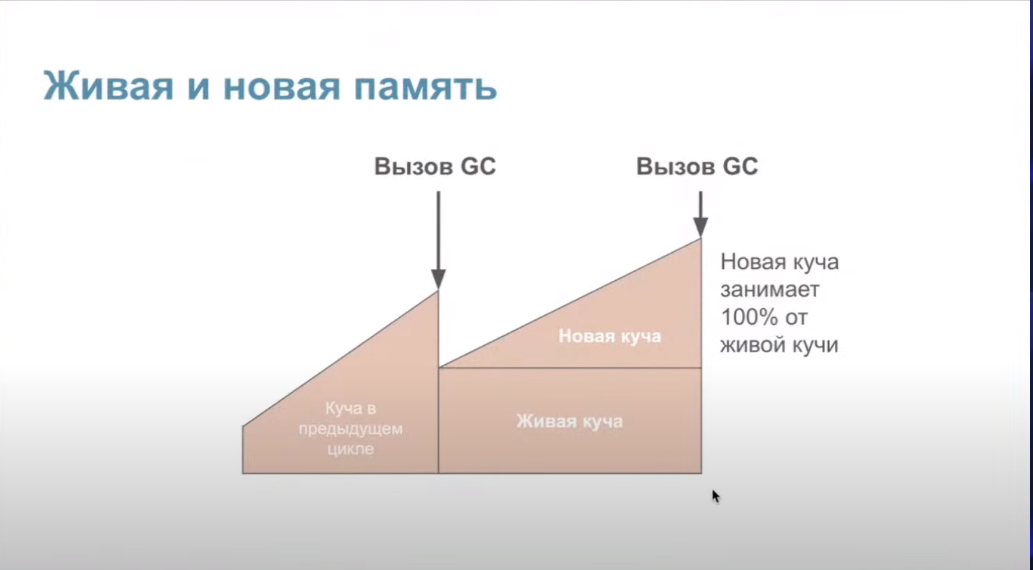 Живая и новая память
Вызов GC
Вызов GC
Новая куча
занимает
100% от
живой кучи
Новая куча
Куча в
предыдущем
цикле
Живая куча